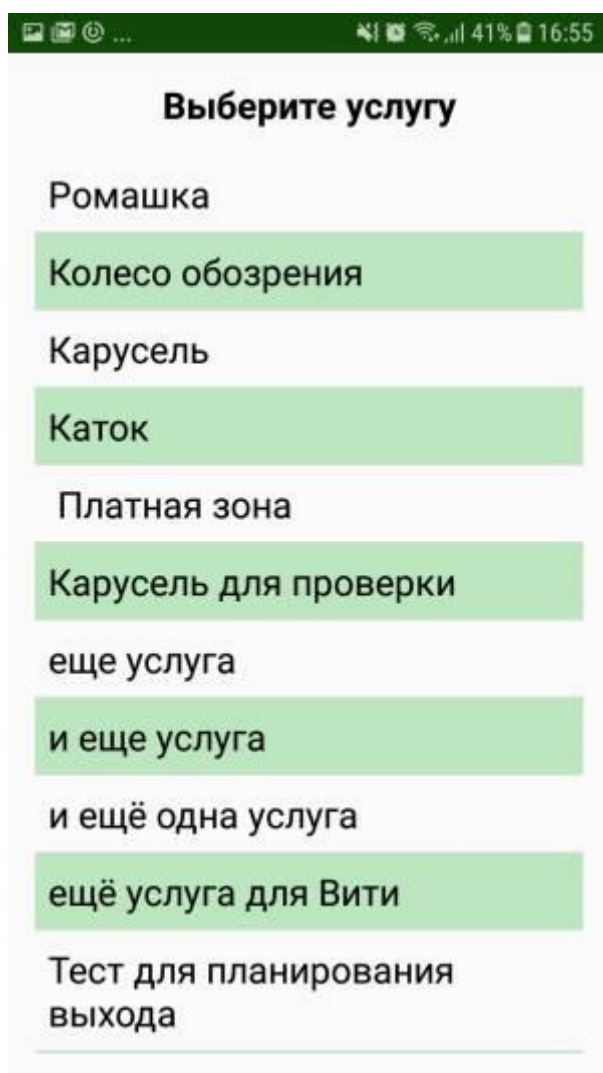 ... 41% 16:55
Выберите услугу
Ромашка
Колесо обозрения
Карусель
Каток
Платная зона
Карусель для проверки
еще услуга
и еще услуга
и ещё одна услуга
ещё услуга для Вити
Тест для планирования
выхода